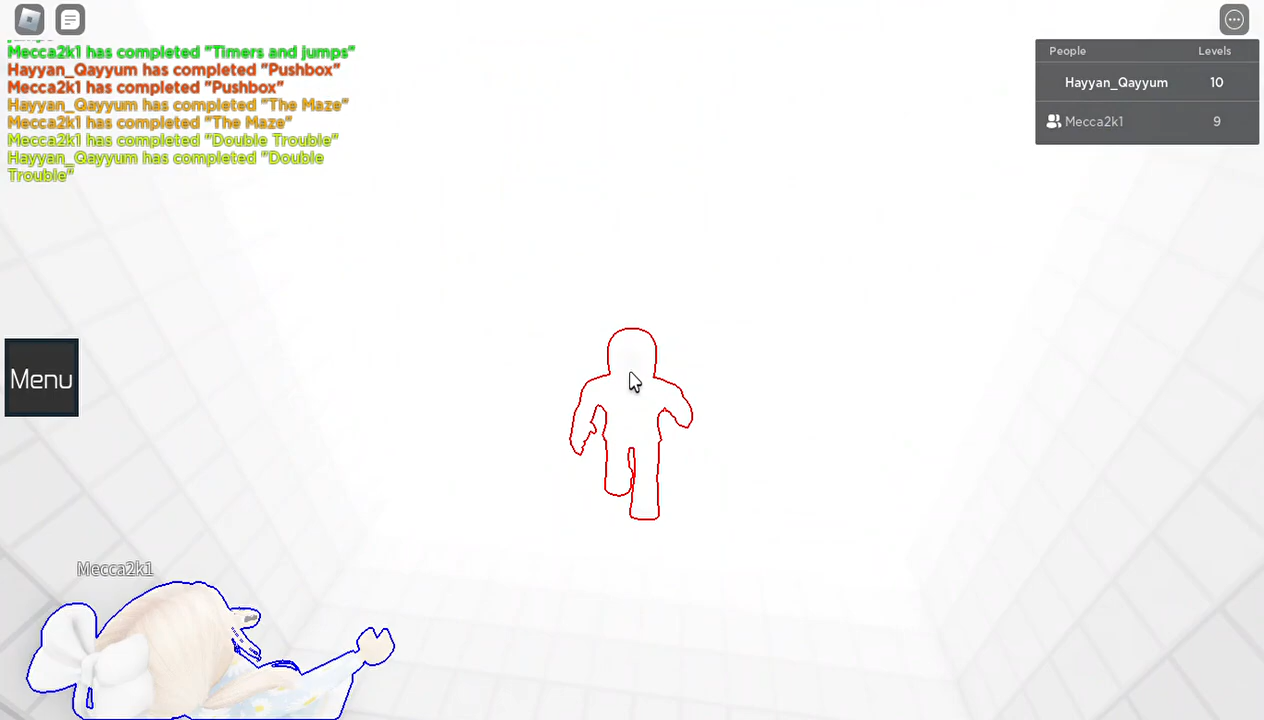 Mecca2k1 has completed "Timers and jumps"
Hayyan_Qayyum has completed "Pushbox"
Mecca2k1 has completed "Pushbox"
Hayyan_Qayyum has completed "The Maze"
Mecca2k1 has completed "The Maze"
Mecca2k1 has completed "Double Trouble"
Hayyan_Qayyum has completed "Double
Trouble"
People Levels
Hayyan_Qayyum 10
Mecca2k1 9
Menu
Mecca2k1